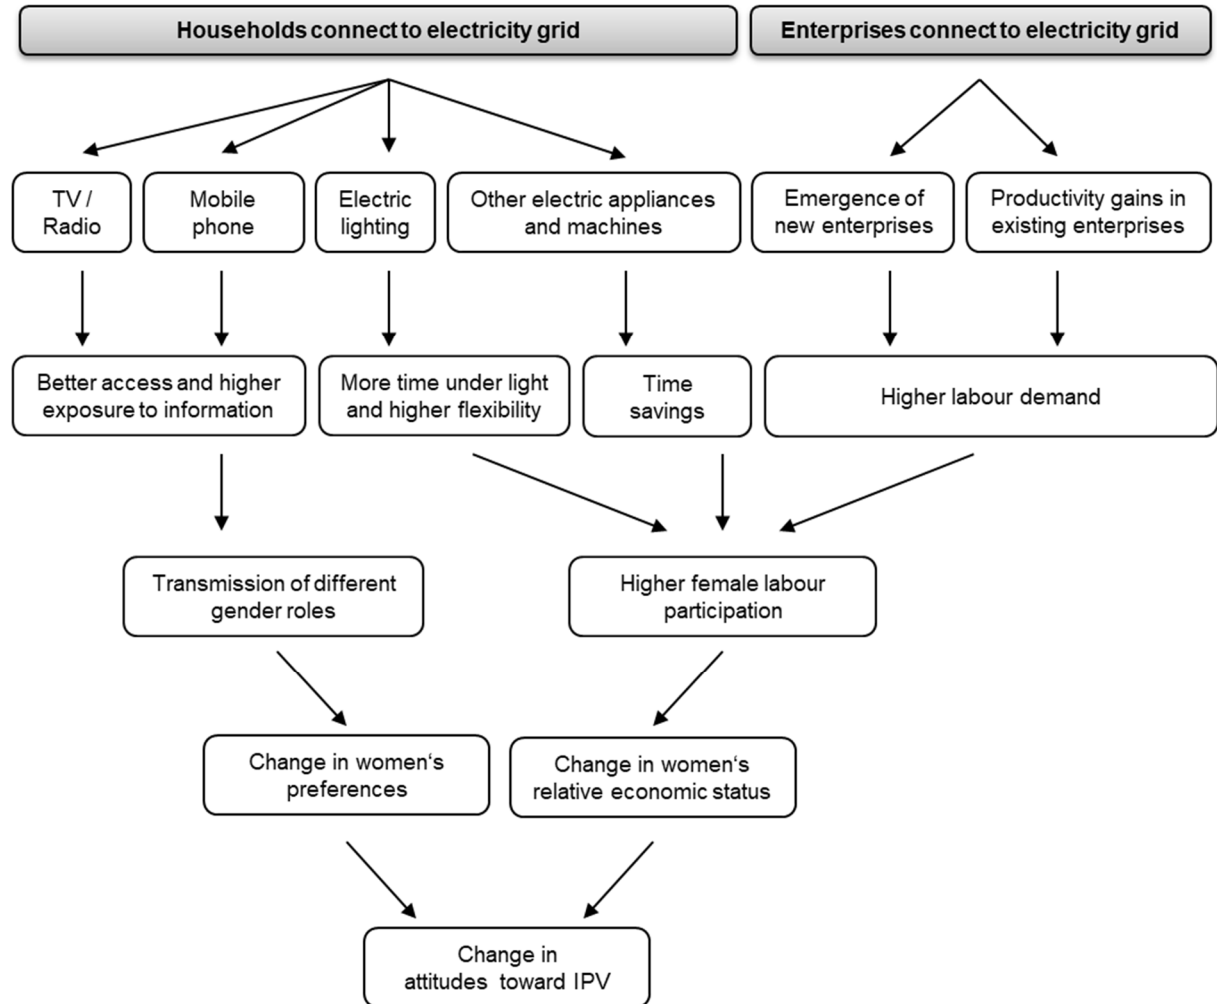 Households connect to electricity grid
Enterprises connect to electricity grid
TV /
Radio
Mobile
phone
Electric
lighting
Other electric appliances
and machines
Emergence of
new enterprises
Productivity gains in
existing enterprises
Better access and higher
exposure to information
More time under light
and higher flexibility
Time
savings
Higher labour demand
Transmission of different
gender roles
Higher female labour
participation
Change in women‘s
preferences
Change in women‘s
relative economic status
Change in
attitudes toward IPV